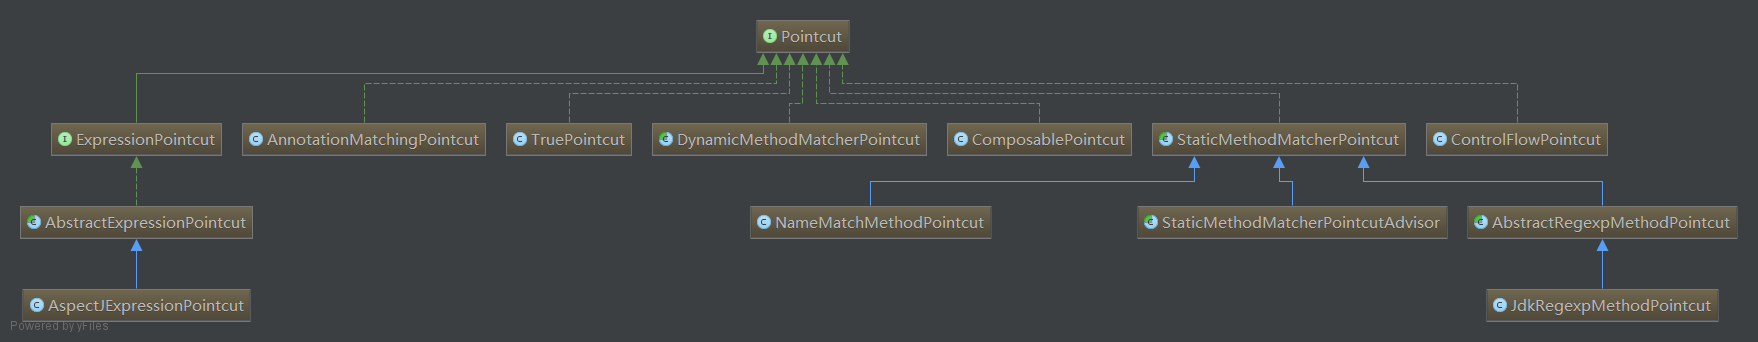 Pointcut
ExpressionPointcut
AnnotationMatchingPointcut
TruePointcut
DynamicMethodMatcherPointcut
ComposablePointcut
StaticMethodMatcherPointcut
ControlFlowPointcut
AbstractExpressionPointcut
NameMatchMethodPointcut
StaticMethodMatcherPointcutAdvisor
AbstractRegexpMethodPointcut
AspectJExpressionPointcut
JdkRegexpMethodPointcut
Powered by yFiles